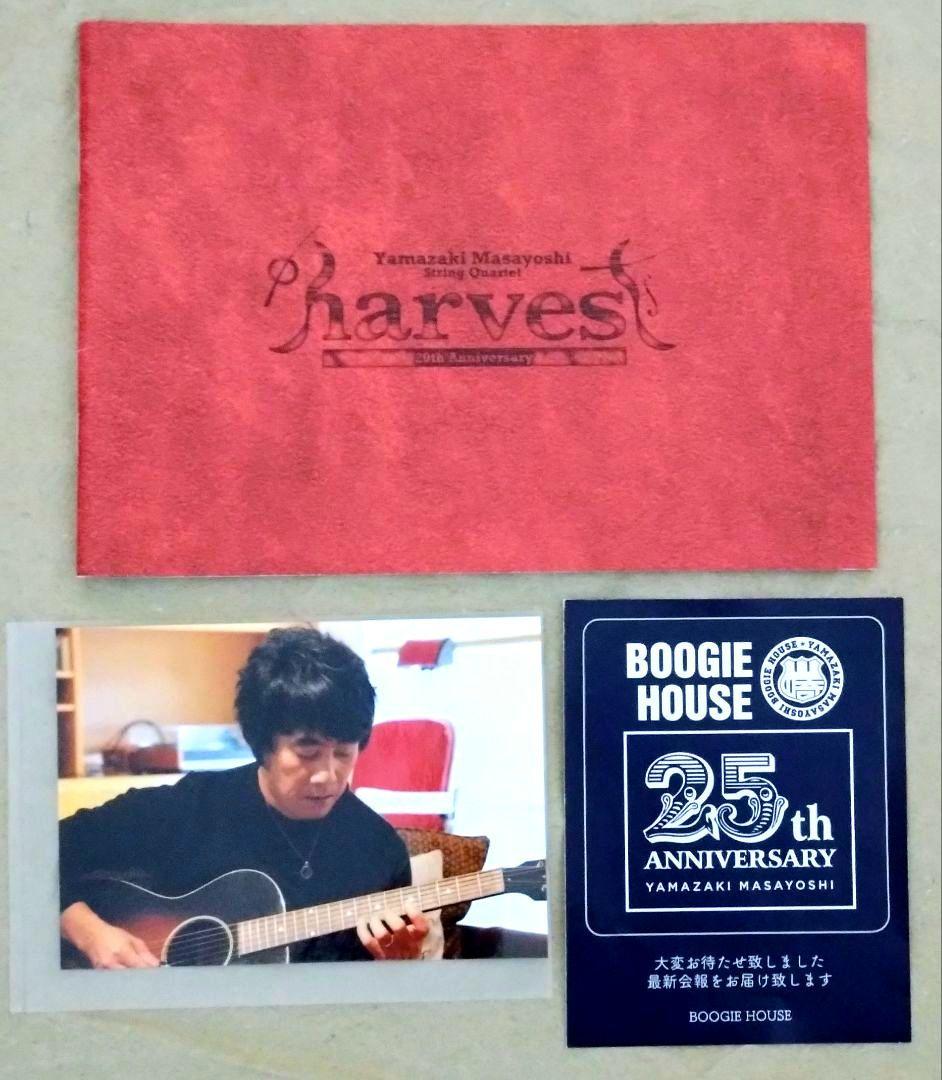 Yamazaki Masayoshi
String Quartet
harvest
20th Anniversary
BOOGIE
HOUSE
BOOGIE HOUSE • YAMAZAKI MASAYOSHI
25th
ANNIVERSARY
YAMAZAKI MASAYOSHI
大変お待たせ致しました
最新会報をお届け致します
BOOGIE HOUSE